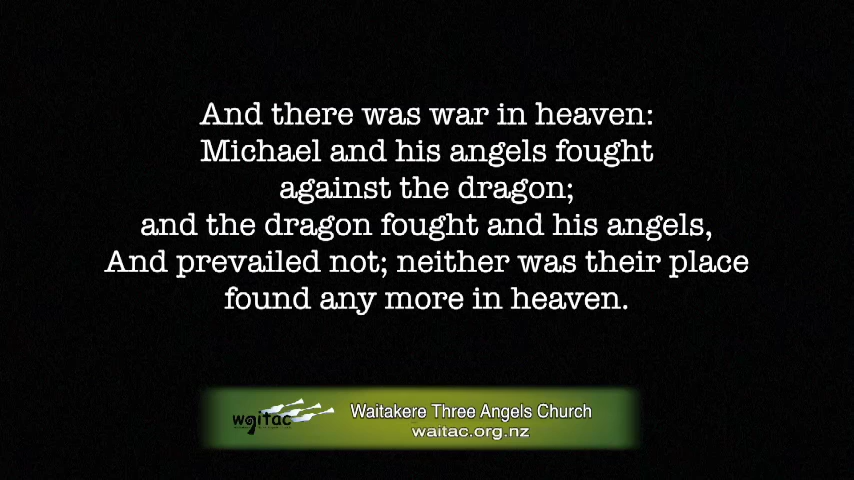 And there was war in heaven:
Michael and his angels fought
against the dragon;
and the dragon fought and his angels,
And prevailed not; neither was their place
found any more in heaven.
waitac
Waitakere Three Angels Church
waitac.org.nz